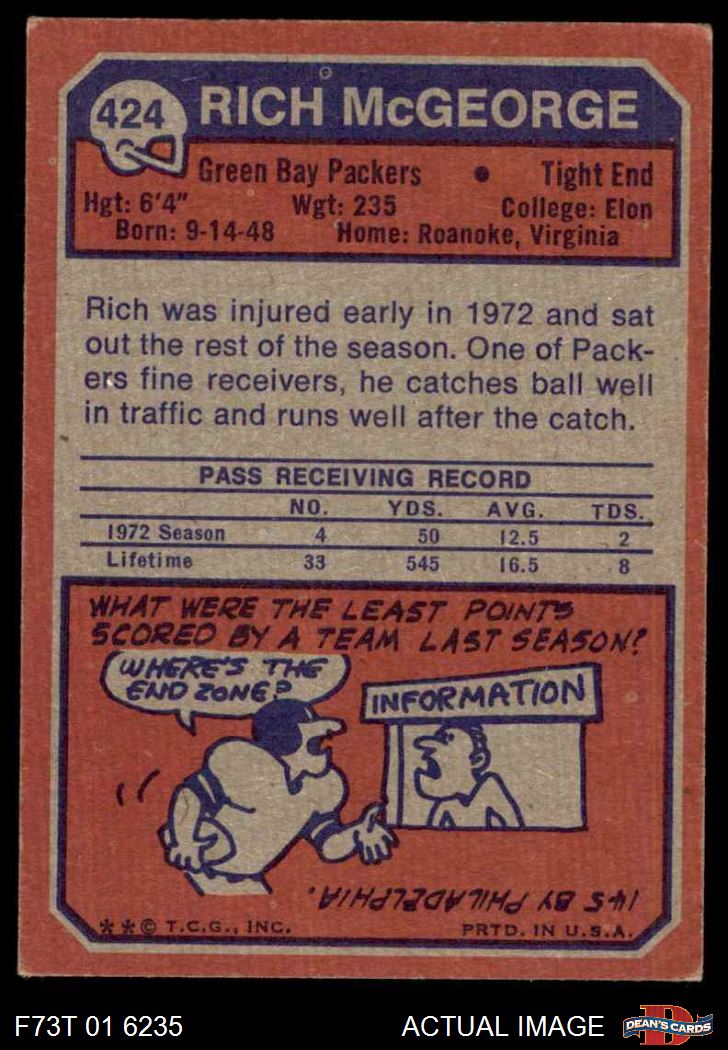 424
RICH McGEORGE
Green Bay Packers • Tight End
Hgt: 6'4" Wgt: 235 College: Elon
Born: 9-14-48 Home: Roanoke, Virginia
Rich was injured early in 1972 and sat
out the rest of the season. One of Pack-
ers fine receivers, he catches ball well
in traffic and runs well after the catch.
PASS RECEIVING RECORD
NO. YDS. AVG. TDS.
1972 Season 4 50 12.5 2
Lifetime 33 545 16.5 8
WHAT WERE THE LEAST POINTS
SCORED BY A TEAM LAST SEASON?
WHERE'S THE
END ZONE?
INFORMATION
145 BY PHILADELPHIA.
** © T.C.G., INC. PRTD. IN U.S.A.
F73T 01 6235 ACTUAL IMAGE
D
DEAN'S CARDS